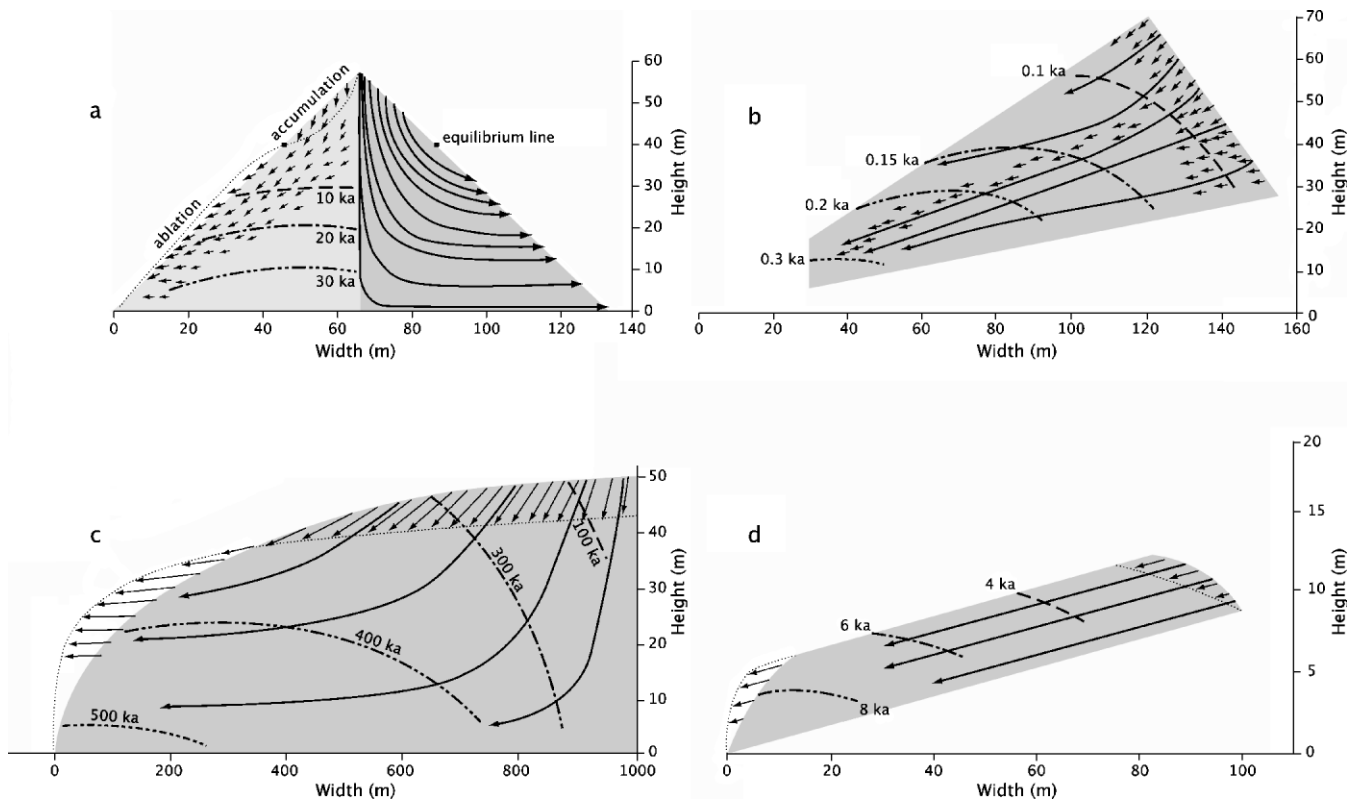 a
accumulation
ablation
equilibrium line
10 ka
20 ka
30 ka
60
50
40
30
20
10
0
Height (m)
0
20
40
60
80
100
120
140
Width (m)
b
0.1 ka
0.15 ka
0.2 ka
0.3 ka
70
60
50
40
30
20
10
0
Height (m)
0
20
40
60
80
100
120
140
160
Width (m)
c
100 ka
300 ka
400 ka
500 ka
50
40
30
20
10
0
Height (m)
0
200
400
600
800
1000
Width (m)
d
4 ka
6 ka
8 ka
20
15
10
5
0
Height (m)
0
20
40
60
80
100
Width (m)